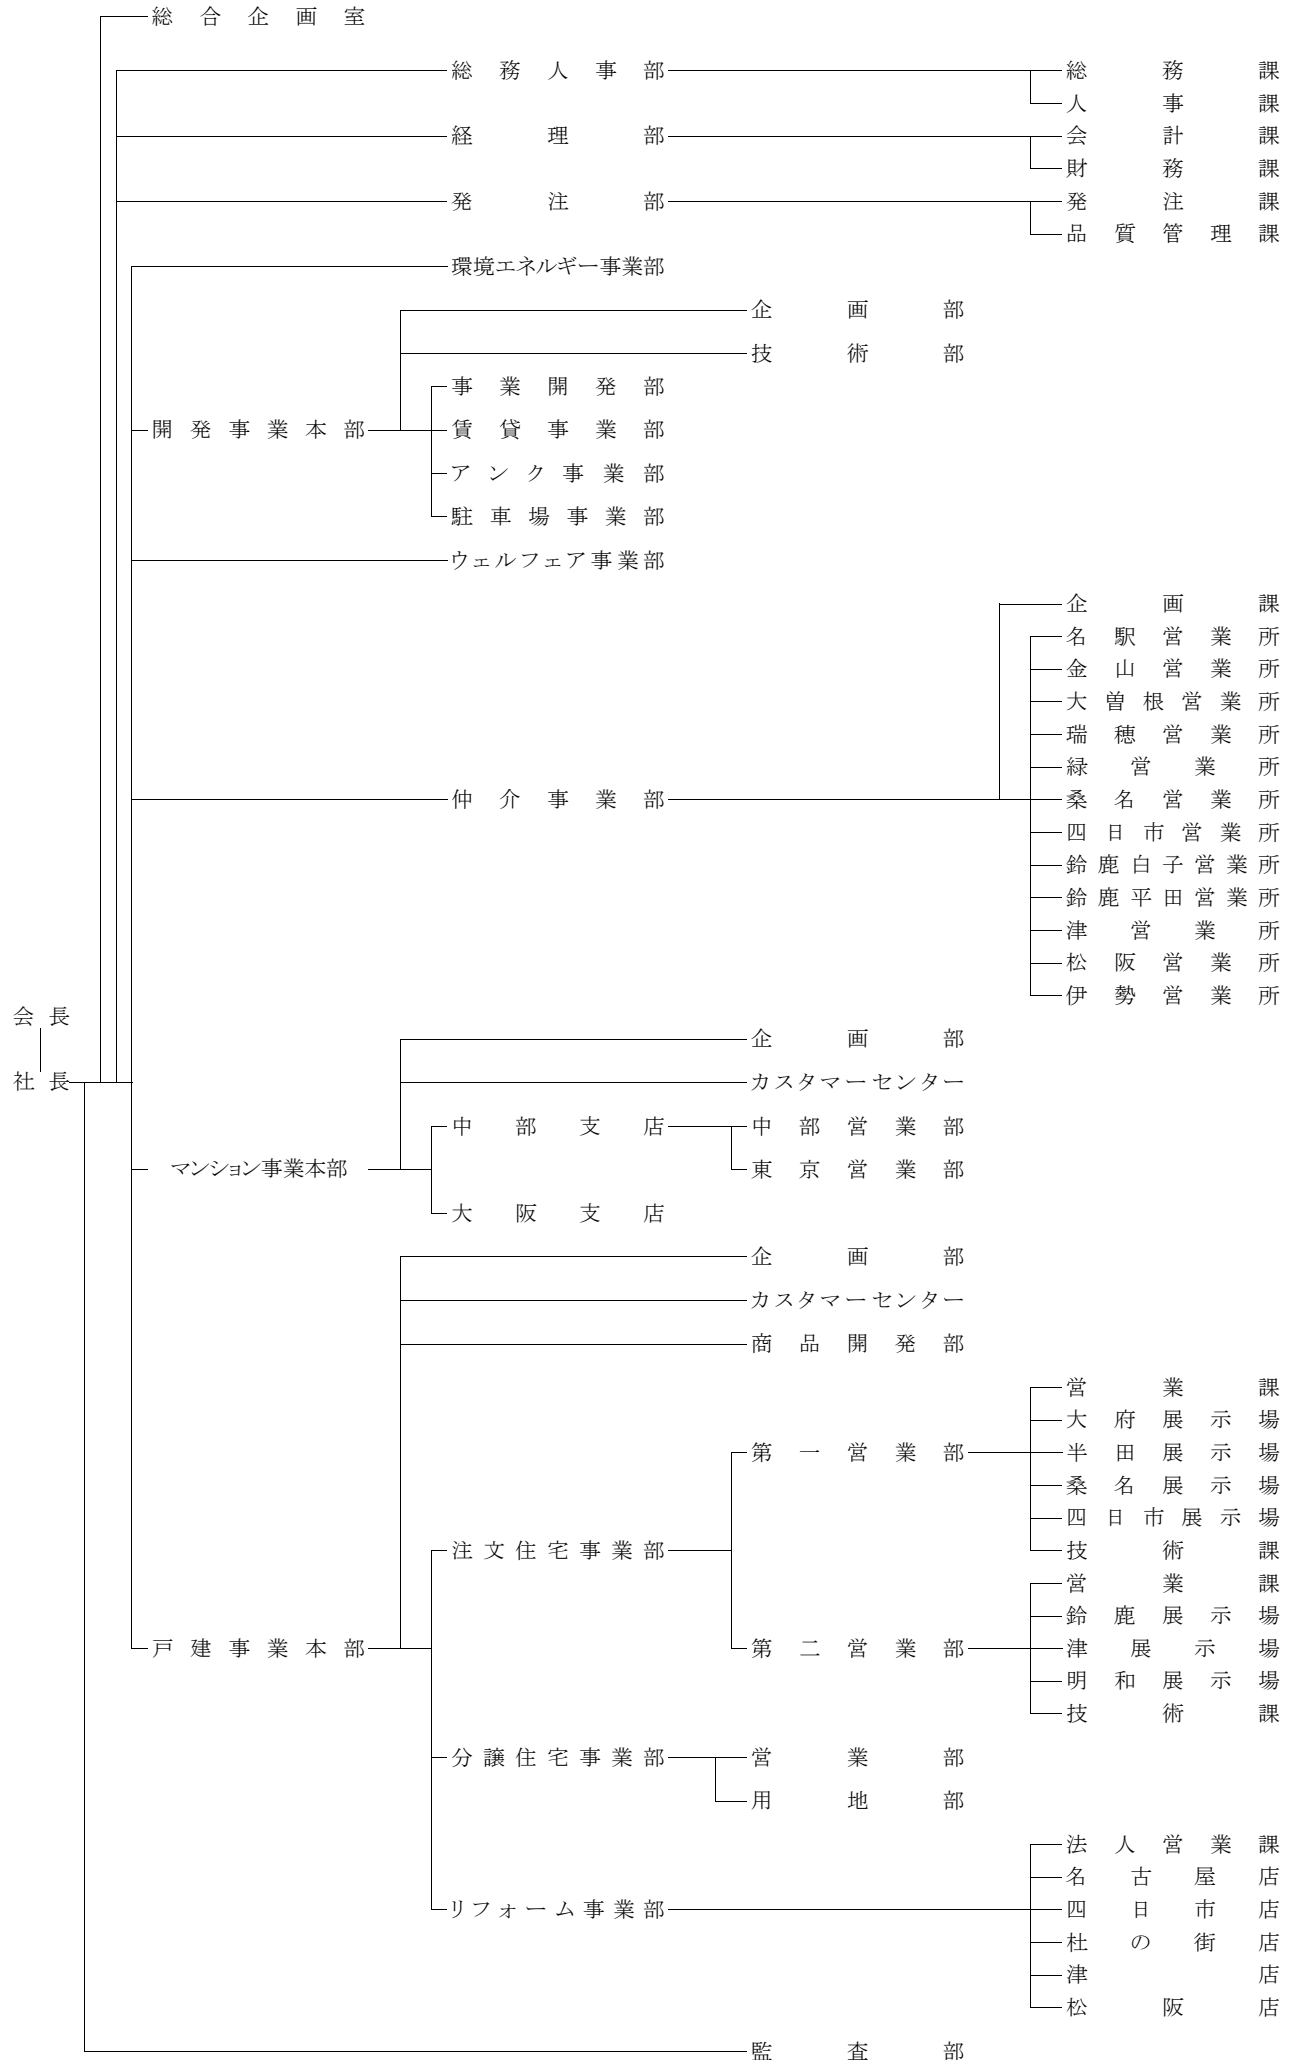 総合企画室
総務人事部 総務課
人事課
経理部 会計課
財務課
発注部 発注課
品質管理課
環境エネルギー事業部
企画部
技術部
事業開発部
開発事業本部 賃貸事業部
アンク事業部
駐車場事業部
ウェルフェア事業部
企画課
名駅営業所
金山営業所
大曽根営業所
瑞穂営業所
緑営業所
仲介事業部 桑名営業所
四日市営業所
鈴鹿白子営業所
鈴鹿平田営業所
津営業所
松阪営業所
伊勢営業所
会長
企画部
社長 カスタマーセンター
中部支店 中部営業部
マンション事業本部 東京営業部
大阪支店
企画部
カスタマーセンター
商品開発部
営業課
大府展示場
第一営業部 半田展示場
桑名展示場
四日市展示場
注文住宅事業部 技術課
営業課
鈴鹿展示場
戸建事業本部 第二営業部 津展示場
明和展示場
技術課
分譲住宅事業部 営業部
用地部
法人営業課
名古屋店
リフォーム事業部 四日市店
杜の街店
津店
松阪店
監査部